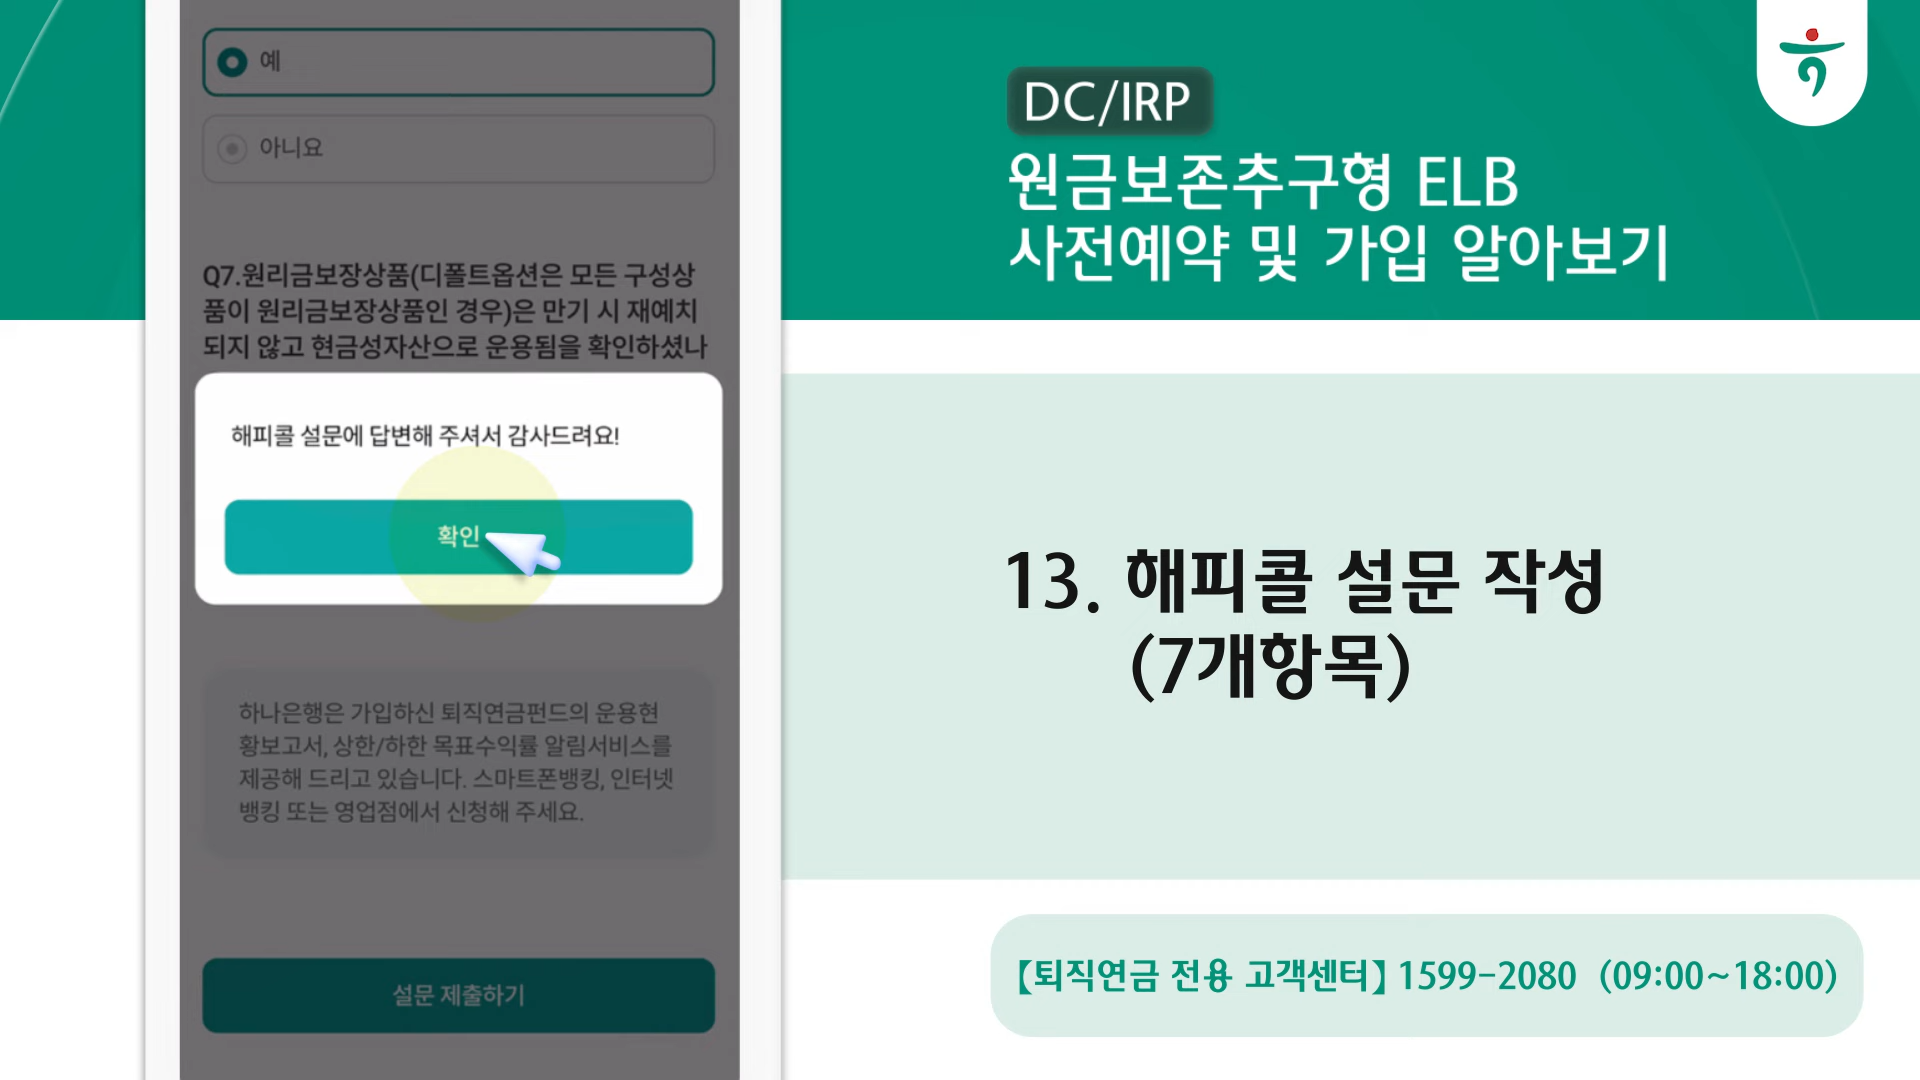 예
아니요
Q7.원리금보장상품(디폴트옵션은 모든 구성상
품이 원리금보장상품인 경우)은 만기 시 재예치
되지 않고 현금성자산으로 운용됨을 확인하셨나
해피콜 설문에 답변해 주셔서 감사드려요!
확인
하나은행은 가입하신 퇴직연금펀드의 운용현
황보고서, 상한/하한 목표수익률 알림서비스를
제공해 드리고 있습니다. 스마트폰뱅킹, 인터넷
뱅킹 또는 영업점에서 신청해 주세요.
설문 제출하기
DC/IRP
원금보존추구형 ELB
사전예약 및 가입 알아보기
13. 해피콜 설문 작성
(7개항목)
【퇴직연금 전용 고객센터】 1599-2080 (09:00~18:00)